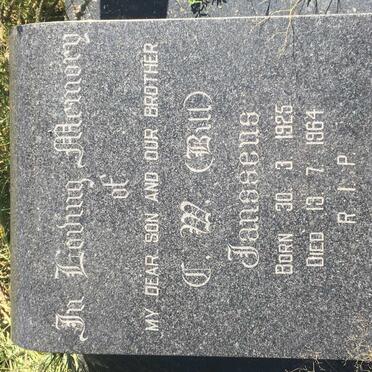 In Loving Memory
of
MY DEAR SON AND OUR BROTHER
C. W. (Bill)
Janssens
BORN 30. 3 1925
DIED 13 7. 1964
R. I. P